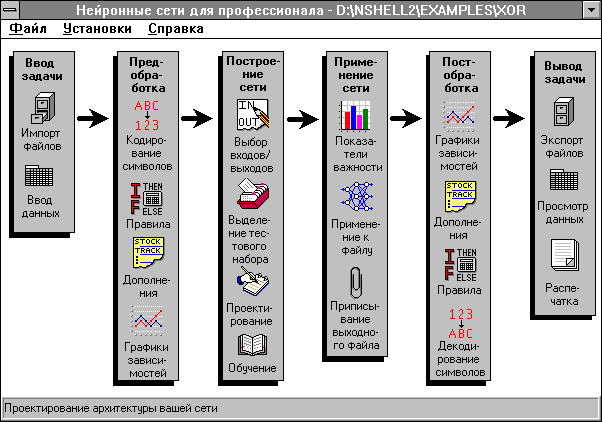 Нейронные сети для профессионала - D:\NSHELL2\EXAMPLES\XOR
Файл Установки Справка
Ввод
задачи
Импорт
файлов
Ввод
данных
Пред-
обра-
ботка
ABC
123
Кодиро-
вание
символов
IF THEN ELSE
Правила
STOCK
TRACK
Дополне-
ния
Графики
зависи-
мостей
Построе-
ние
сети
IN
OUT
Выбор
входов/
выходов
Выделе-
ние тес-
тового
набора
Проекти-
рование
Обучение
Приме-
нение
сети
Показа-
тели
важности
Примене-
ние к
файлу
Приписы-
вание
выходно-
го файла
Пост-
обра-
ботка
Графики
зависи-
мостей
STOCK
TRACK
Дополне-
ния
IF THEN ELSE
Правила
123
ABC
Декоди-
рование
символов
Вывод
задачи
Экспорт
файлов
Просмотр
данных
Распе-
чатка
Проектирование архитектуры вашей сети